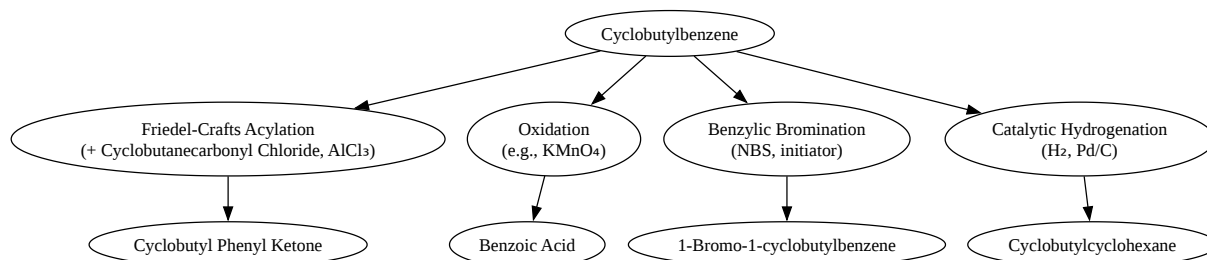 Cyclobutylbenzene
Friedel-Crafts Acylation
(+ Cyclobutanecarbonyl Chloride, AlCl₃)
Oxidation
(e.g., KMnO₄)
Benzylic Bromination
(NBS, initiator)
Catalytic Hydrogenation
(H₂, Pd/C)
Cyclobutyl Phenyl Ketone
Benzoic Acid
1-Bromo-1-cyclobutylbenzene
Cyclobutylcyclohexane